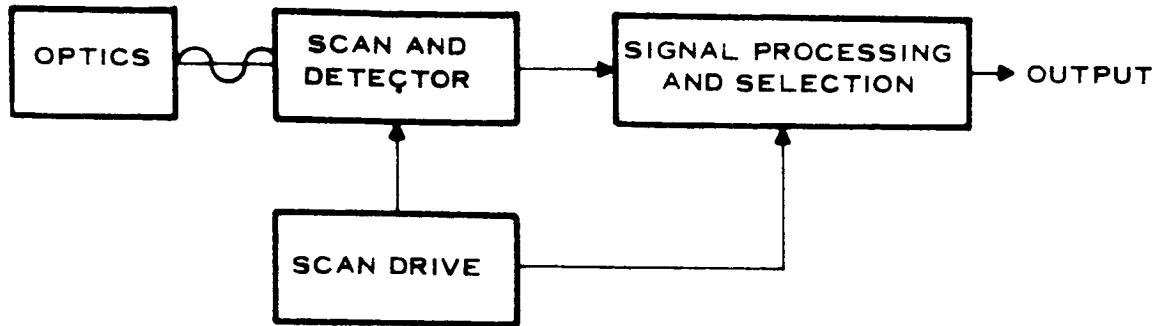 OPTICS
SCAN AND
DETECTOR
SIGNAL PROCESSING
AND SELECTION
OUTPUT
SCAN DRIVE